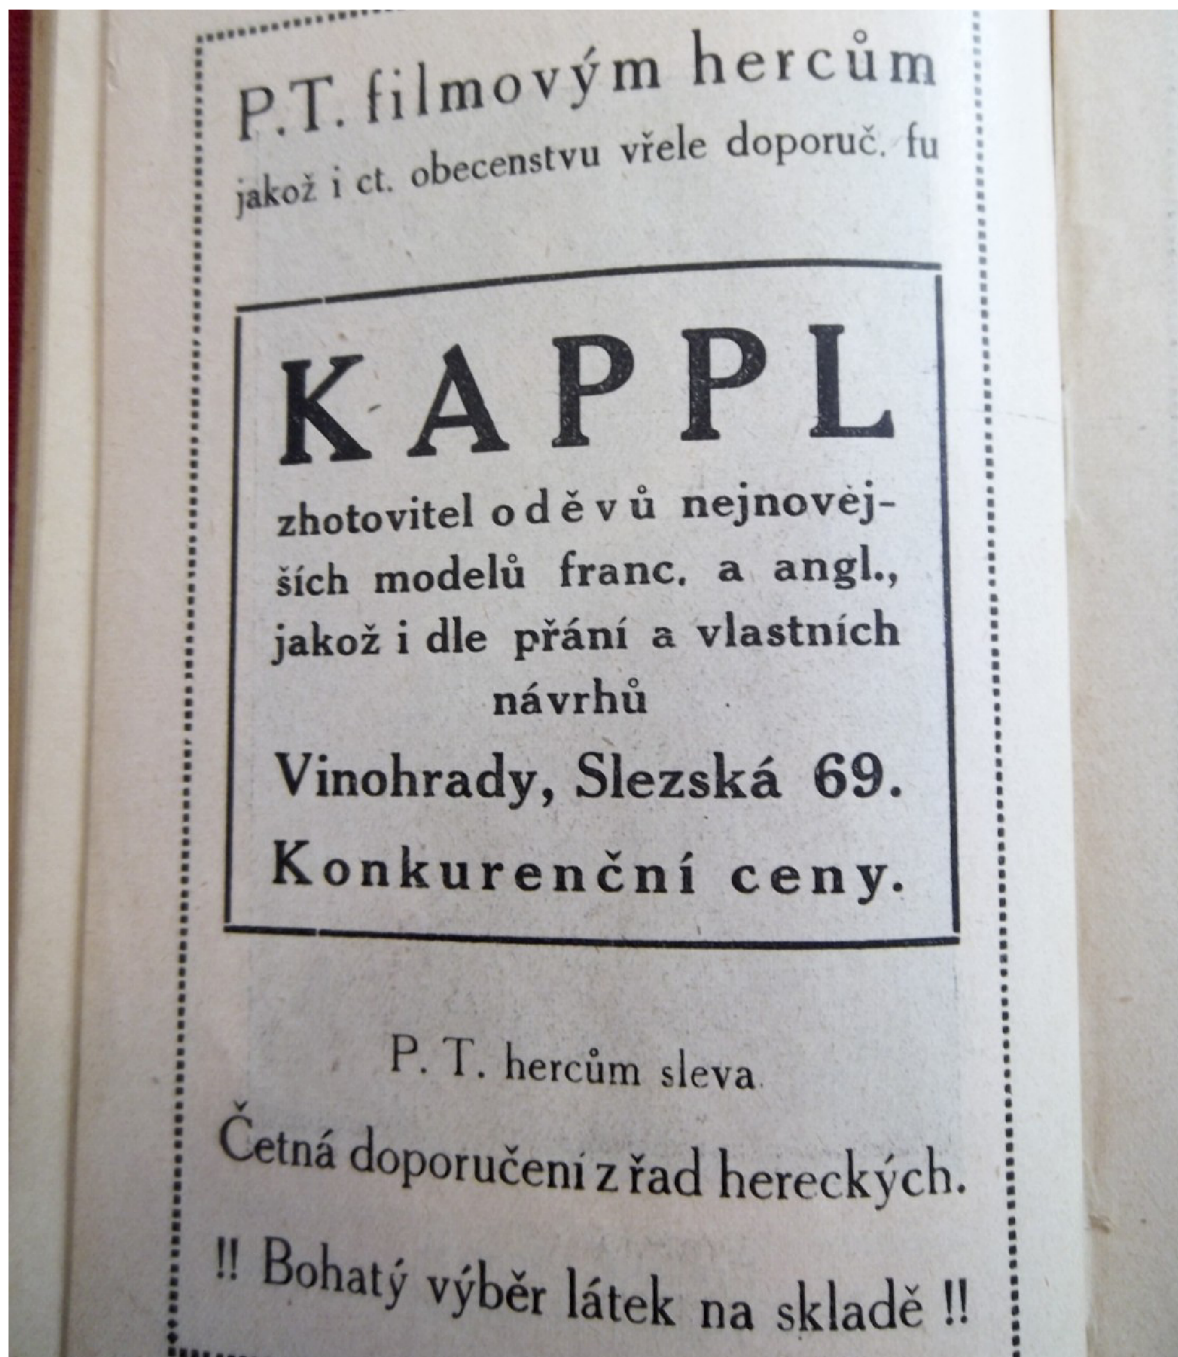 P.T. filmovým hercům
jakož i ct. obecenstvu vřele doporuč. fu
KAPPL
zhotovitel oděvů nejnověj-
ších modelů franc. a angl.,
jakož i dle přání a vlastních
návrhů
Vinohrady, Slezská 69.
Konkurenční ceny.
P. T. hercům sleva
Četná doporučení z řad hereckých.
!! Bohatý výběr látek na skladě !!